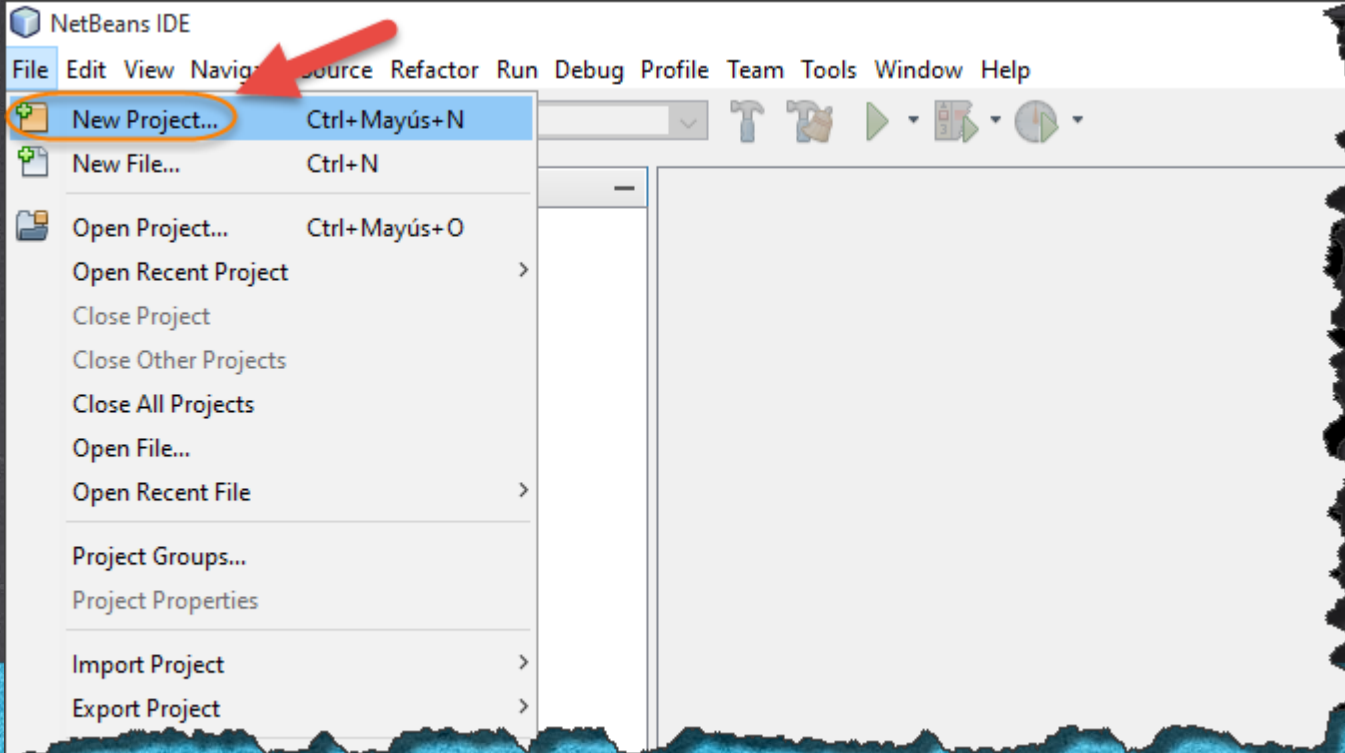 NetBeans IDE
File Edit View Source Refactor Run Debug Profile Team Tools Window Help
New Project... Ctrl+Mayús+N
New File... Ctrl+N
Open Project... Ctrl+Mayús+O
Open Recent Project
Close Project
Close Other Projects
Close All Projects
Open File...
Open Recent File
Project Groups...
Project Properties
Import Project
Export Project